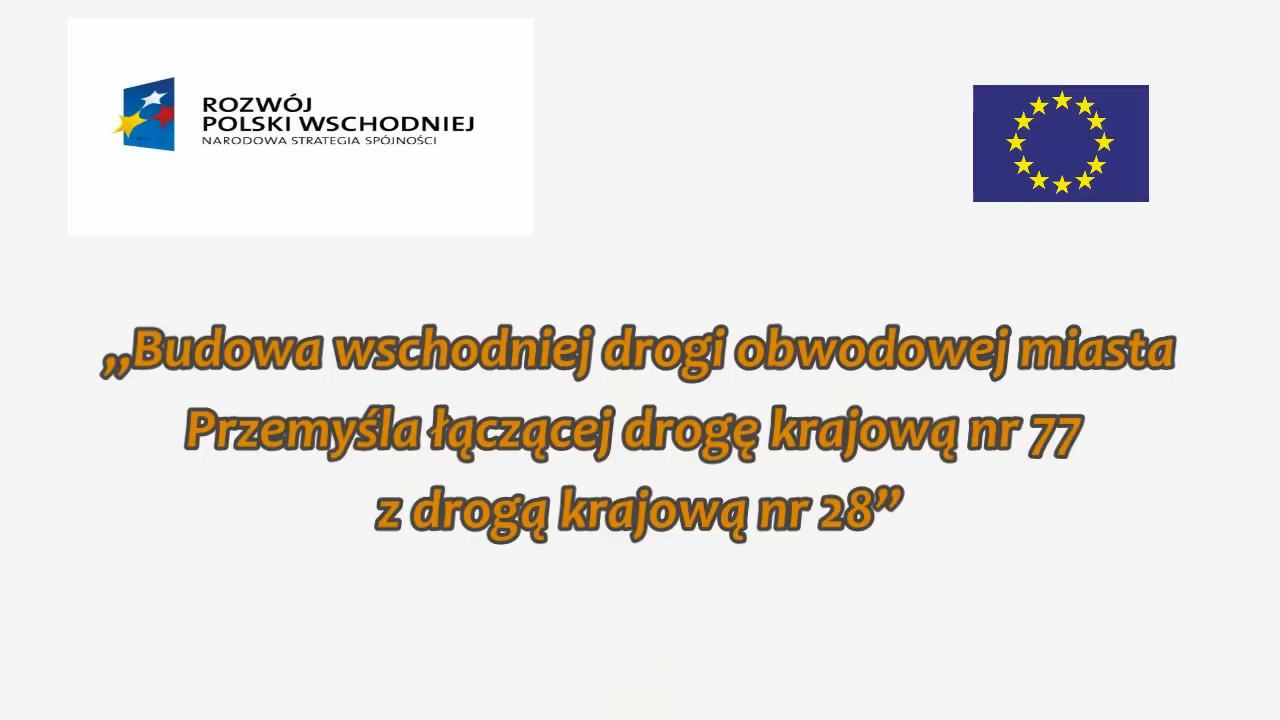 ROZWÓJ
POLSKI WSCHODNIEJ
NARODOWA STRATEGIA SPÓJNOŚCI
„Budowa wschodniej drogi obwodowej miasta
Przemyśla łączącej drogę krajową nr 77
z drogą krajową nr 28”